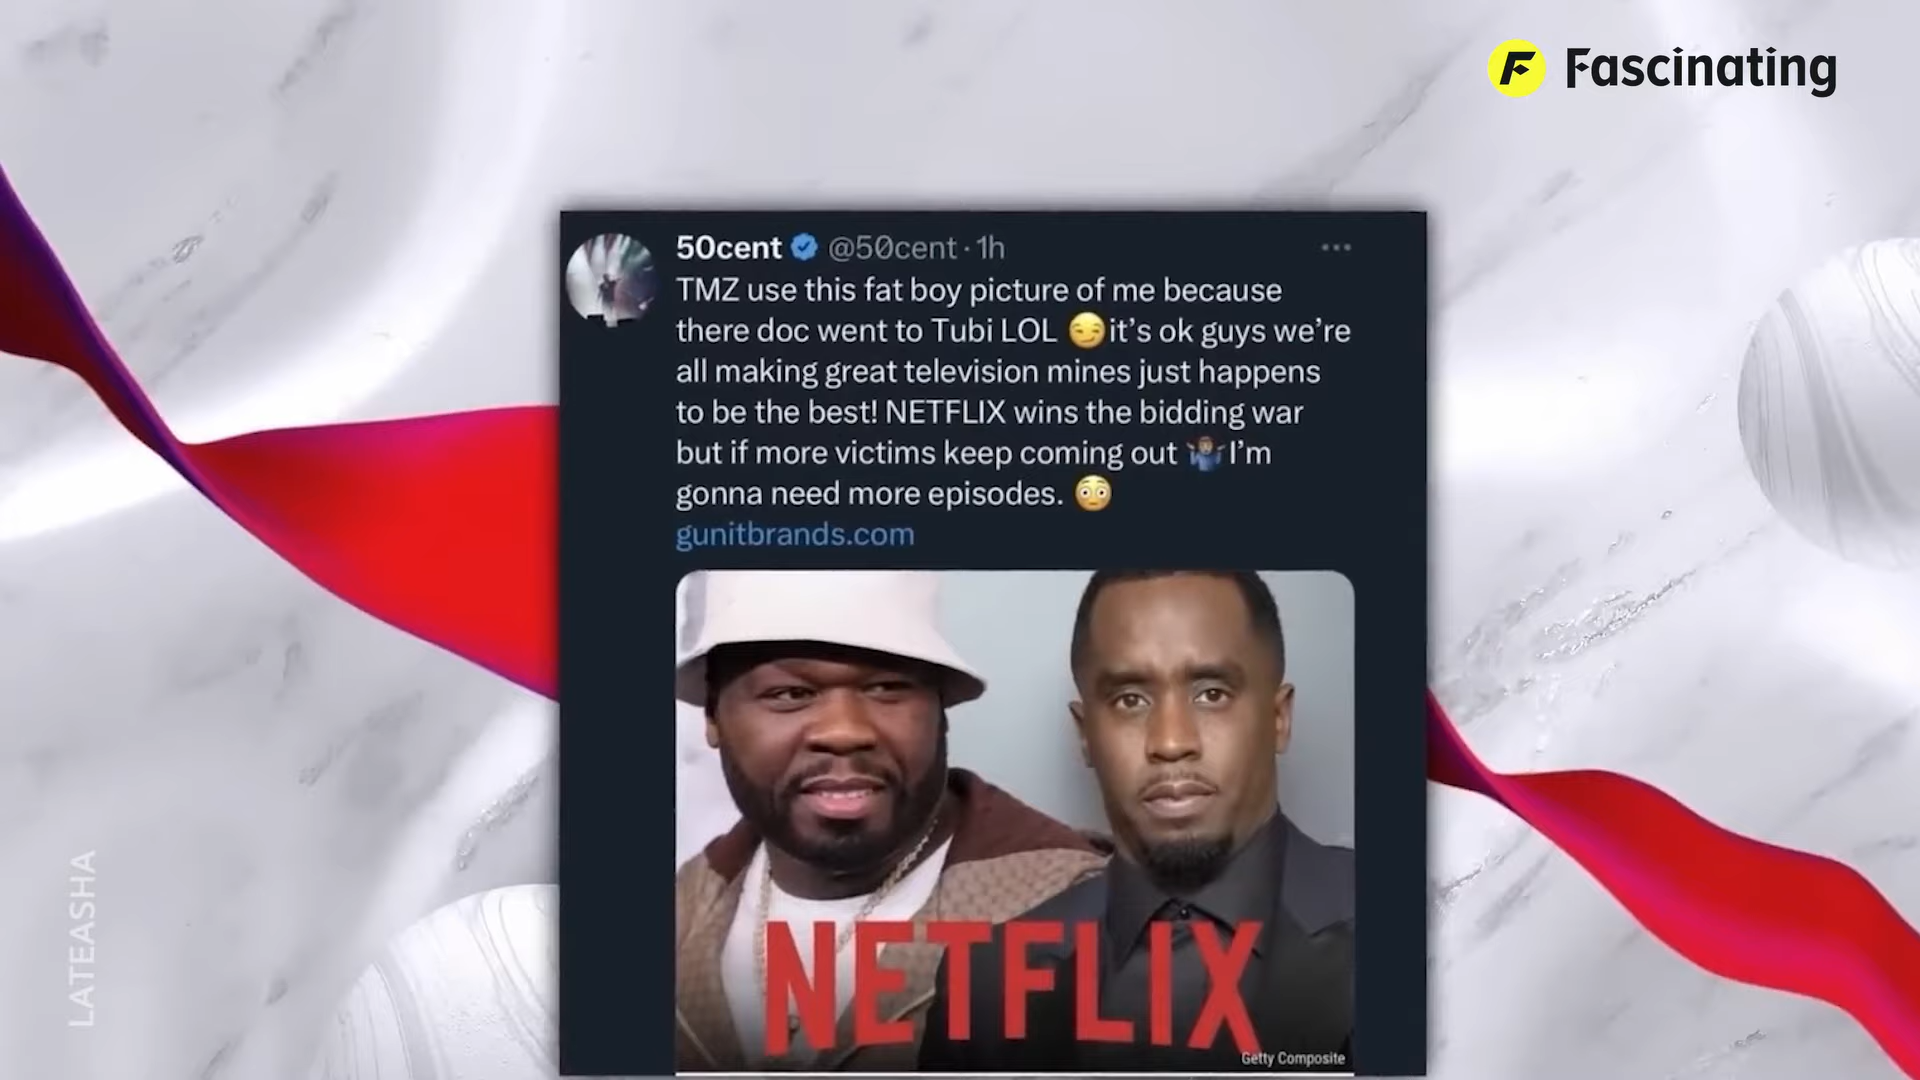 Fascinating
50cent @50cent · 1h
TMZ use this fat boy picture of me because
there doc went to Tubi LOL 😏it's ok guys we're
all making great television mines just happens
to be the best! NETFLIX wins the bidding war
but if more victims keep coming out 🤷🏽‍♂️I'm
gonna need more episodes. 😳
gunitbrands.com
NETFLIX
Getty Composite
LATEASHA